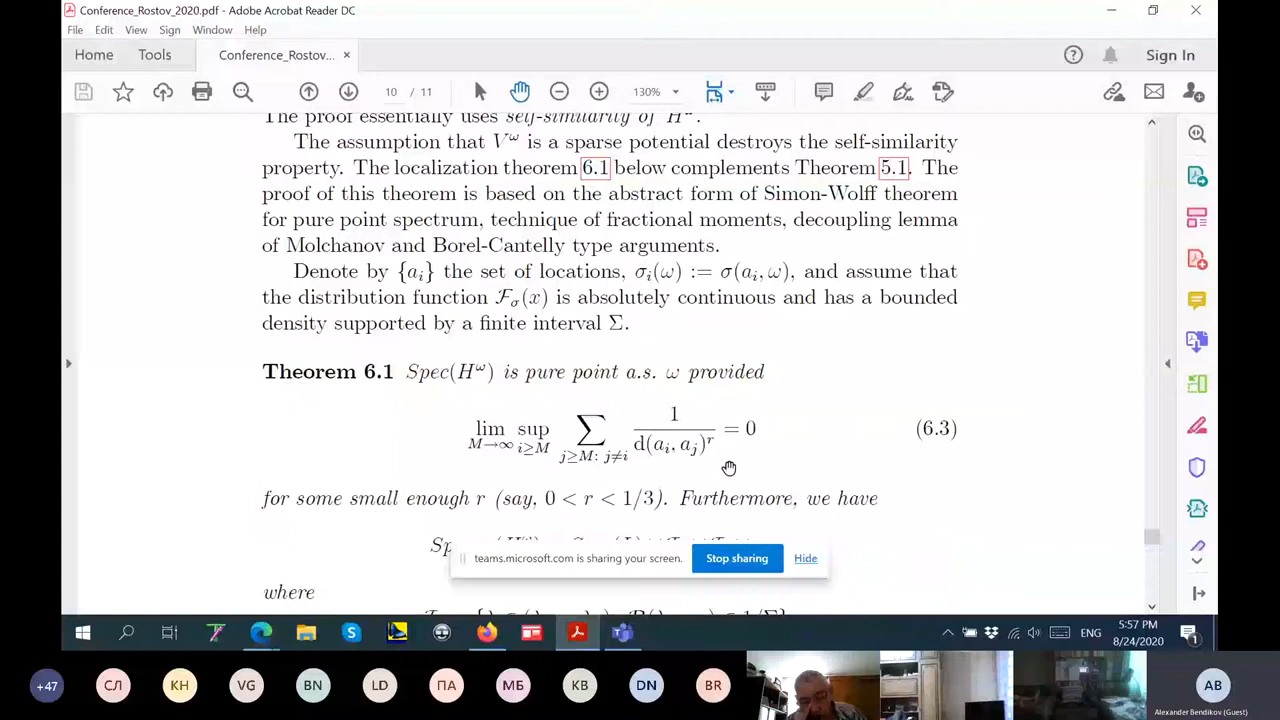 Conference_Rostov_2020.pdf - Adobe Acrobat Reader DC
File Edit View Sign Window Help
Home Tools Conference_Rostov... × Sign In
10 / 11 130%
The proof essentially uses self-similarity of H^ω.
The assumption that V^ω is a sparse potential destroys the self-similarity
property. The localization theorem 6.1 below complements Theorem 5.1. The
proof of this theorem is based on the abstract form of Simon-Wolff theorem
for pure point spectrum, technique of fractional moments, decoupling lemma
of Molchanov and Borel-Cantelly type arguments.
Denote by {a_i} the set of locations, σ_i(ω) := σ(a_i, ω), and assume that
the distribution function F_σ(x) is absolutely continuous and has a bounded
density supported by a finite interval Σ.
Theorem 6.1 Spec(H^ω) is pure point a.s. ω provided
lim_{M→∞} sup_{i≥M} ∑_{j≥M: j≠i} 1/d(a_i, a_j)^r = 0 (6.3)
for some small enough r (say, 0 < r < 1/3). Furthermore, we have
teams.microsoft.com is sharing your screen. Stop sharing Hide
where
5:57 PM
ENG
8/24/2020
+47 СЛ КН VG BN LD ПА МБ КВ DN BR AB
Alexander Bendikov (Guest)